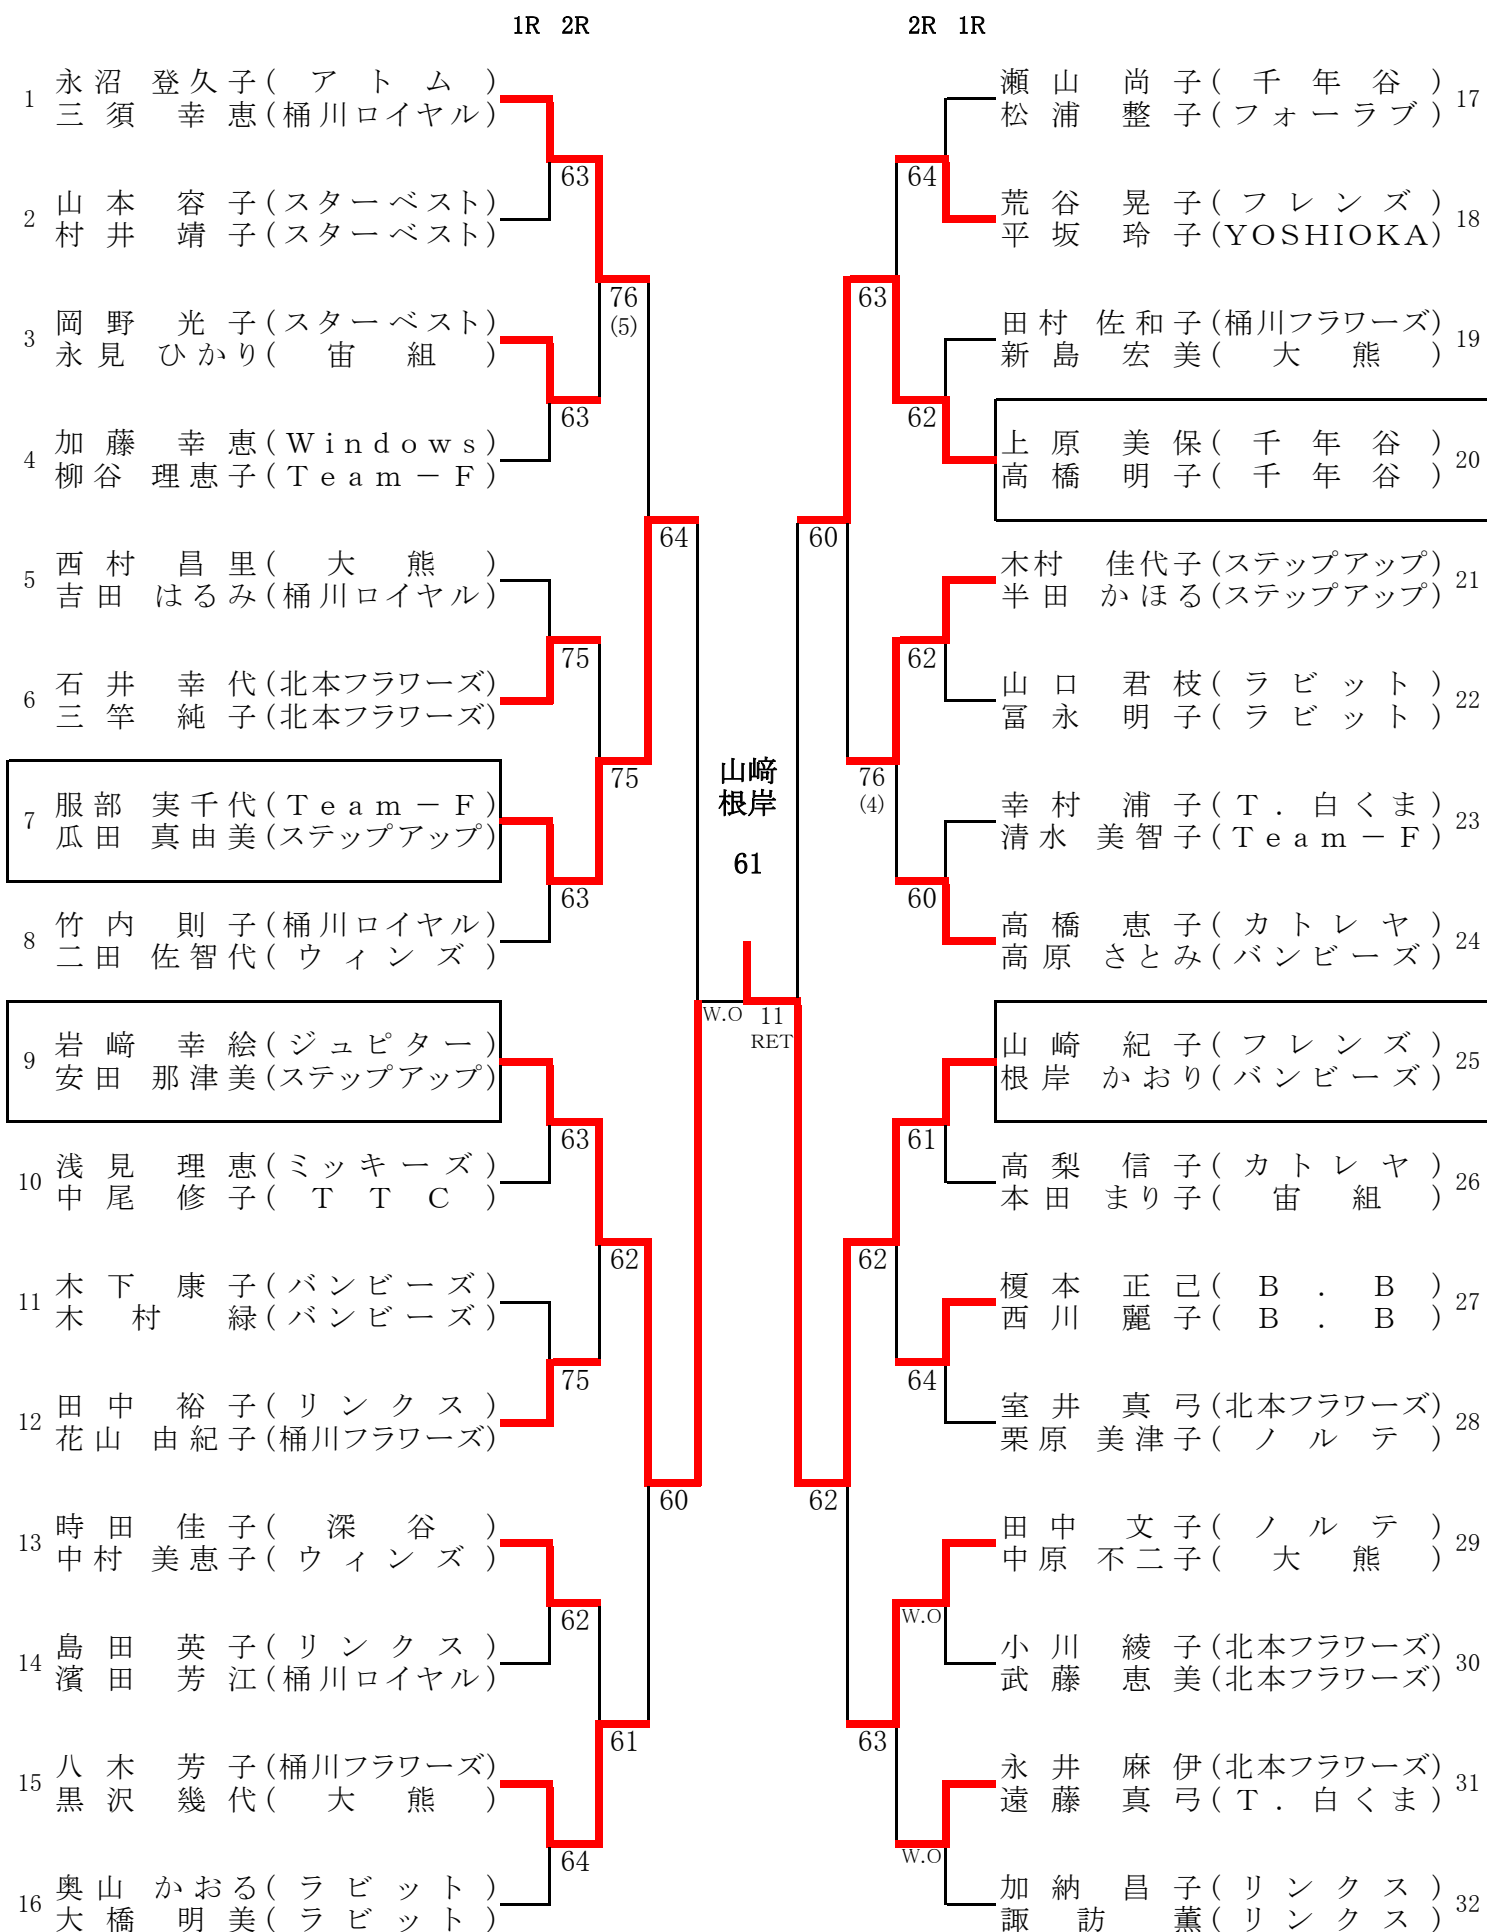 1R 2R
2R 1R
1 永沼 登久子(アトム)
三須 幸恵(桶川ロイヤル)
63
2 山本 容子(スターベスト)
村井 靖子(スターベスト)
76
(5)
3 岡野 光子(スターベスト)
永見 ひかり(宙組)
63
4 加藤 幸恵(Windows)
柳谷 理恵子(Team－F)
64
5 西村 昌里(大熊)
吉田 はるみ(桶川ロイヤル)
75
6 石井 幸代(北本フラワーズ)
三竿 純子(北本フラワーズ)
75
7 服部 実千代(Team－F)
瓜田 真由美(ステップアップ)
63
8 竹内 則子(桶川ロイヤル)
二田 佐智代(ウィンズ)
9 岩﨑 幸絵(ジュピター)
安田 那津美(ステップアップ)
63
10 浅見 理恵(ミッキーズ)
中尾 修子(TTC)
62
11 木下 康子(バンビーズ)
木村 緑(バンビーズ)
75
12 田中 裕子(リンクス)
花山 由紀子(桶川フラワーズ)
60
13 時田 佳子(深谷)
中村 美恵子(ウィンズ)
62
14 島田 英子(リンクス)
濱田 芳江(桶川ロイヤル)
61
15 八木 芳子(桶川フラワーズ)
黒沢 幾代(大熊)
64
16 奥山 かおる(ラビット)
大橋 明美(ラビット)
山﨑
根岸
61
W.O 11
RET
瀬山 尚子(千年谷) 17
松浦 整子(フォーラブ)
64
荒谷 晃子(フレンズ) 18
平坂 玲子(YOSHIOKA)
63
田村 佐和子(桶川フラワーズ) 19
新島 宏美(大熊)
62
上原 美保(千年谷) 20
高橋 明子(千年谷)
60
木村 佳代子(ステップアップ) 21
半田 かほる(ステップアップ)
62
山口 君枝(ラビット) 22
冨永 明子(ラビット)
76
(4)
幸村 浦子(T．白くま) 23
清水 美智子(Team－F)
60
高橋 恵子(カトレヤ) 24
高原 さとみ(バンビーズ)
山崎 紀子(フレンズ) 25
根岸 かおり(バンビーズ)
61
高梨 信子(カトレヤ) 26
本田 まり子(宙組)
62
榎本 正己(B．B) 27
西川 麗子(B．B)
64
室井 真弓(北本フラワーズ) 28
栗原 美津子(ノルテ)
62
田中 文子(ノルテ) 29
中原 不二子(大熊)
W.O
小川 綾子(北本フラワーズ) 30
武藤 恵美(北本フラワーズ)
63
永井 麻伊(北本フラワーズ) 31
遠藤 真弓(T．白くま)
W.O
加納 昌子(リンクス) 32
諏訪 薫(リンクス)